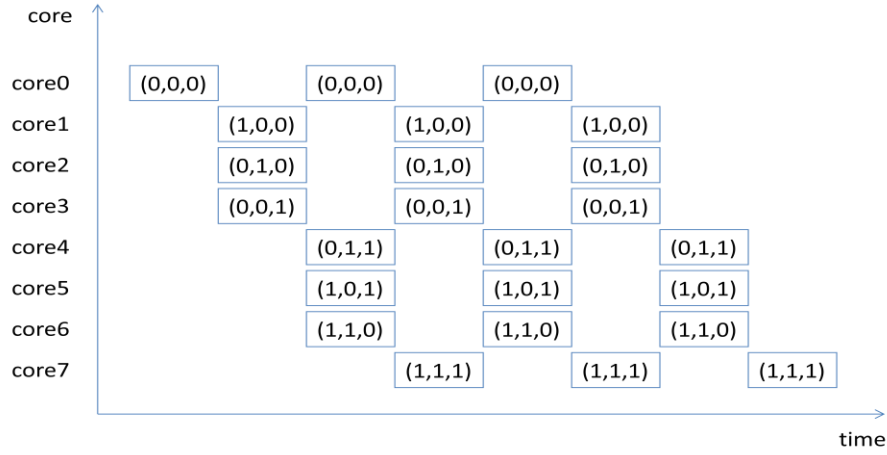 core
core0 (0,0,0) (0,0,0) (0,0,0)
core1 (1,0,0) (1,0,0) (1,0,0)
core2 (0,1,0) (0,1,0) (0,1,0)
core3 (0,0,1) (0,0,1) (0,0,1)
core4 (0,1,1) (0,1,1) (0,1,1)
core5 (1,0,1) (1,0,1) (1,0,1)
core6 (1,1,0) (1,1,0) (1,1,0)
core7 (1,1,1) (1,1,1) (1,1,1)
time